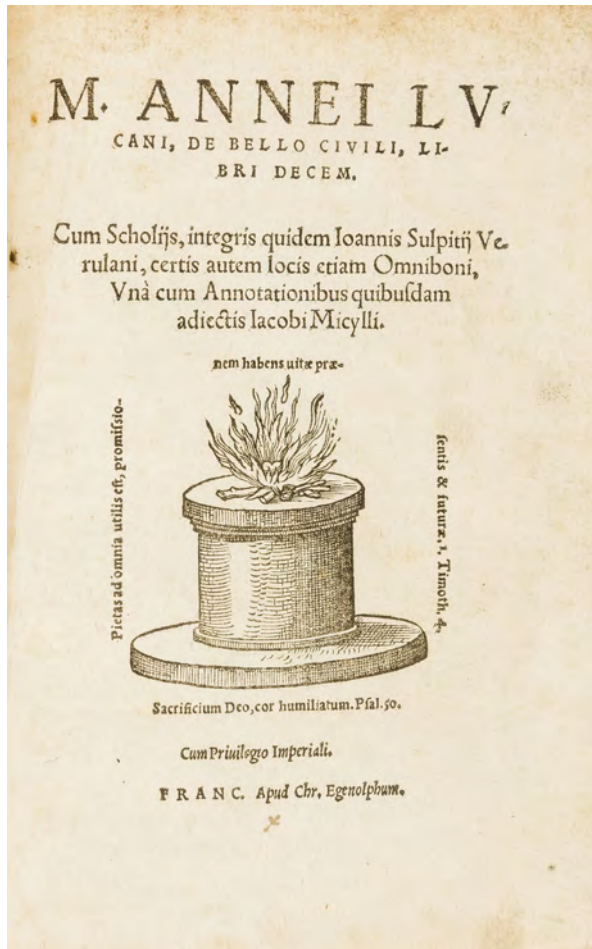 M. ANNEI LV-
CANI, DE BELLO CIVILI, LI-
BRI DECEM.
Cum Scholijs, integris quidem Ioannis Sulpitij Ve-
rulani, certis autem locis etiam Omniboni,
Vnà cum Annotationibus quibuſdam
adiectis Iacobi Micylli.
Pietas ad omnia utilis eſt, promiſsio-
nem habens uitæ præ-
ſentis & futuræ. 1, Timoth, 4,
Sacrificium Deo, cor humiliatum. Pſal. 50.
Cum Priuilegio Imperiali.
FRANC. Apud Chr. Egenolphum.